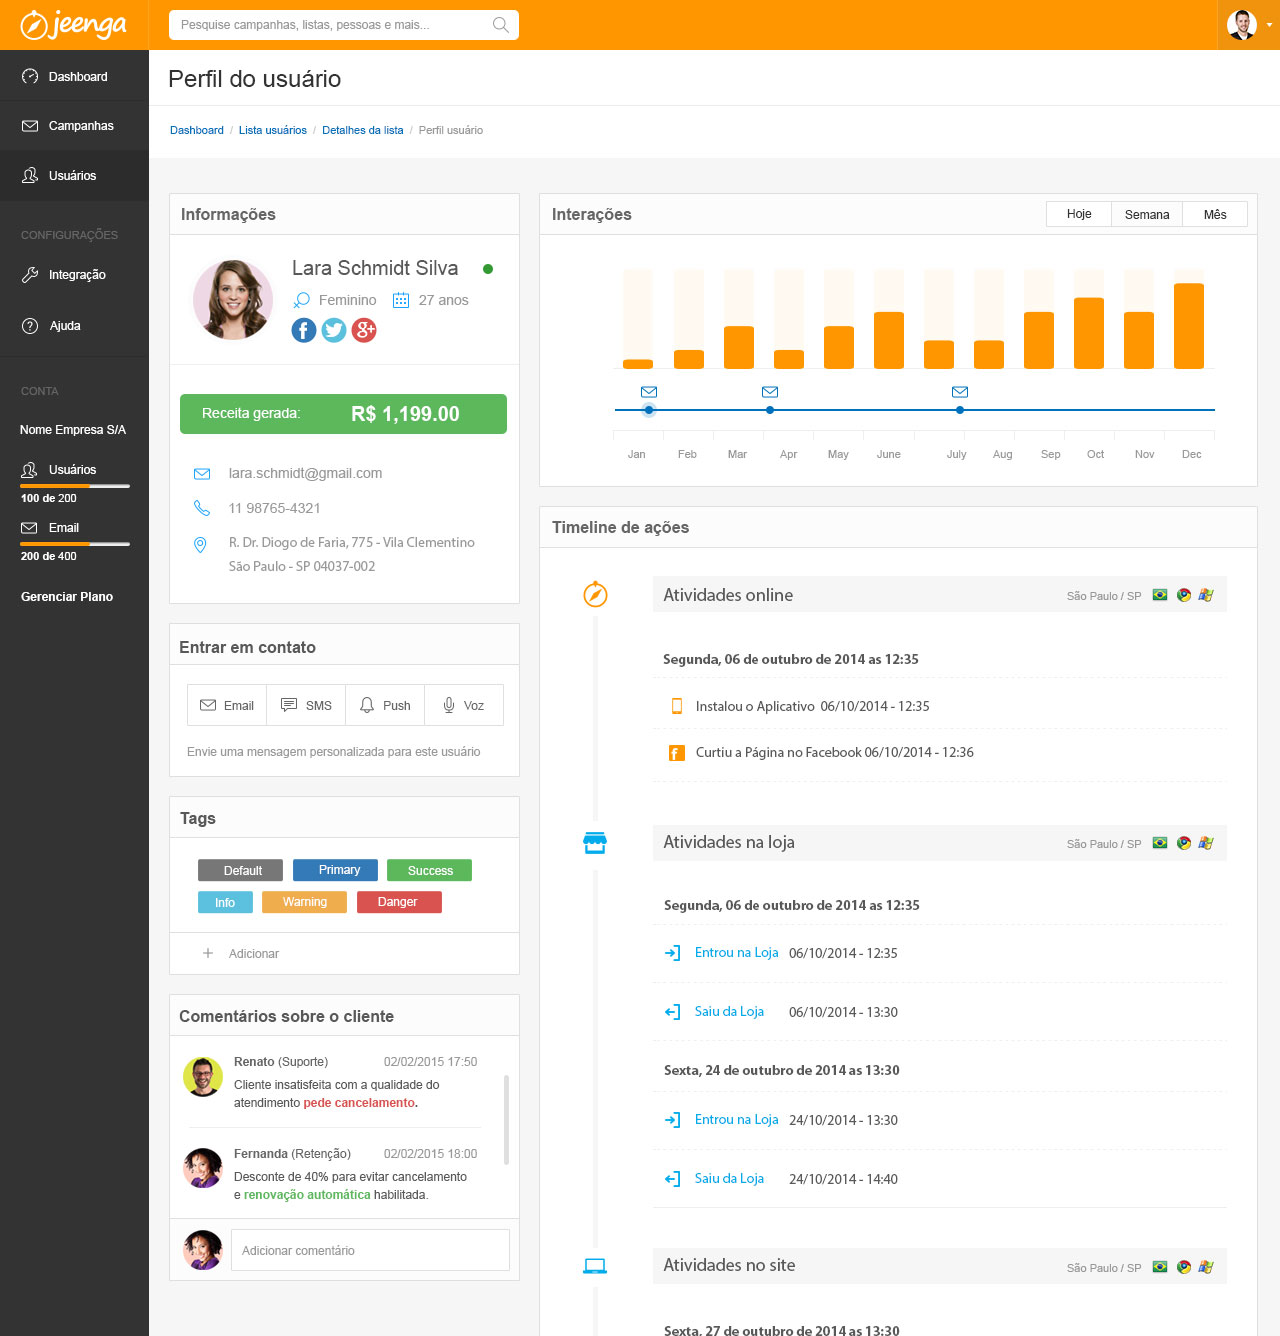 jeenga
Pesquise campanhas, listas, pessoas e mais...
Dashboard
Campanhas
Usuários
CONFIGURAÇÕES
Integração
Ajuda
CONTA
Nome Empresa S/A
Usuários
100 de 200
Email
200 de 400
Gerenciar Plano
Perfil do usuário
Dashboard / Lista usuários / Detalhes da lista / Perfil usuário
Informações
Lara Schmidt Silva
Feminino 27 anos
Receita gerada: R$ 1,199.00
lara.schmidt@gmail.com
11 98765-4321
R. Dr. Diogo de Faria, 775 - Vila Clementino
São Paulo - SP 04037-002
Entrar em contato
Email SMS Push Voz
Envie uma mensagem personalizada para este usuário
Tags
Default Primary Success
Info Warning Danger
+ Adicionar
Comentários sobre o cliente
Renato (Suporte) 02/02/2015 17:50
Cliente insatisfeita com a qualidade do
atendimento pede cancelamento.
Fernanda (Retenção) 02/02/2015 18:00
Desconte de 40% para evitar cancelamento
e renovação automática habilitada.
Adicionar comentário
Interações
Hoje Semana Mês
Jan Feb Mar Apr May June July Aug Sep Oct Nov Dec
Timeline de ações
Atividades online São Paulo / SP
Segunda, 06 de outubro de 2014 as 12:35
Instalou o Aplicativo 06/10/2014 - 12:35
Curtiu a Página no Facebook 06/10/2014 - 12:36
Atividades na loja São Paulo / SP
Segunda, 06 de outubro de 2014 as 12:35
Entrou na Loja 06/10/2014 - 12:35
Saiu da Loja 06/10/2014 - 13:30
Sexta, 24 de outubro de 2014 as 13:30
Entrou na Loja 24/10/2014 - 13:30
Saiu da Loja 24/10/2014 - 14:40
Atividades no site São Paulo / SP
Sexta, 27 de outubro de 2014 as 13:30